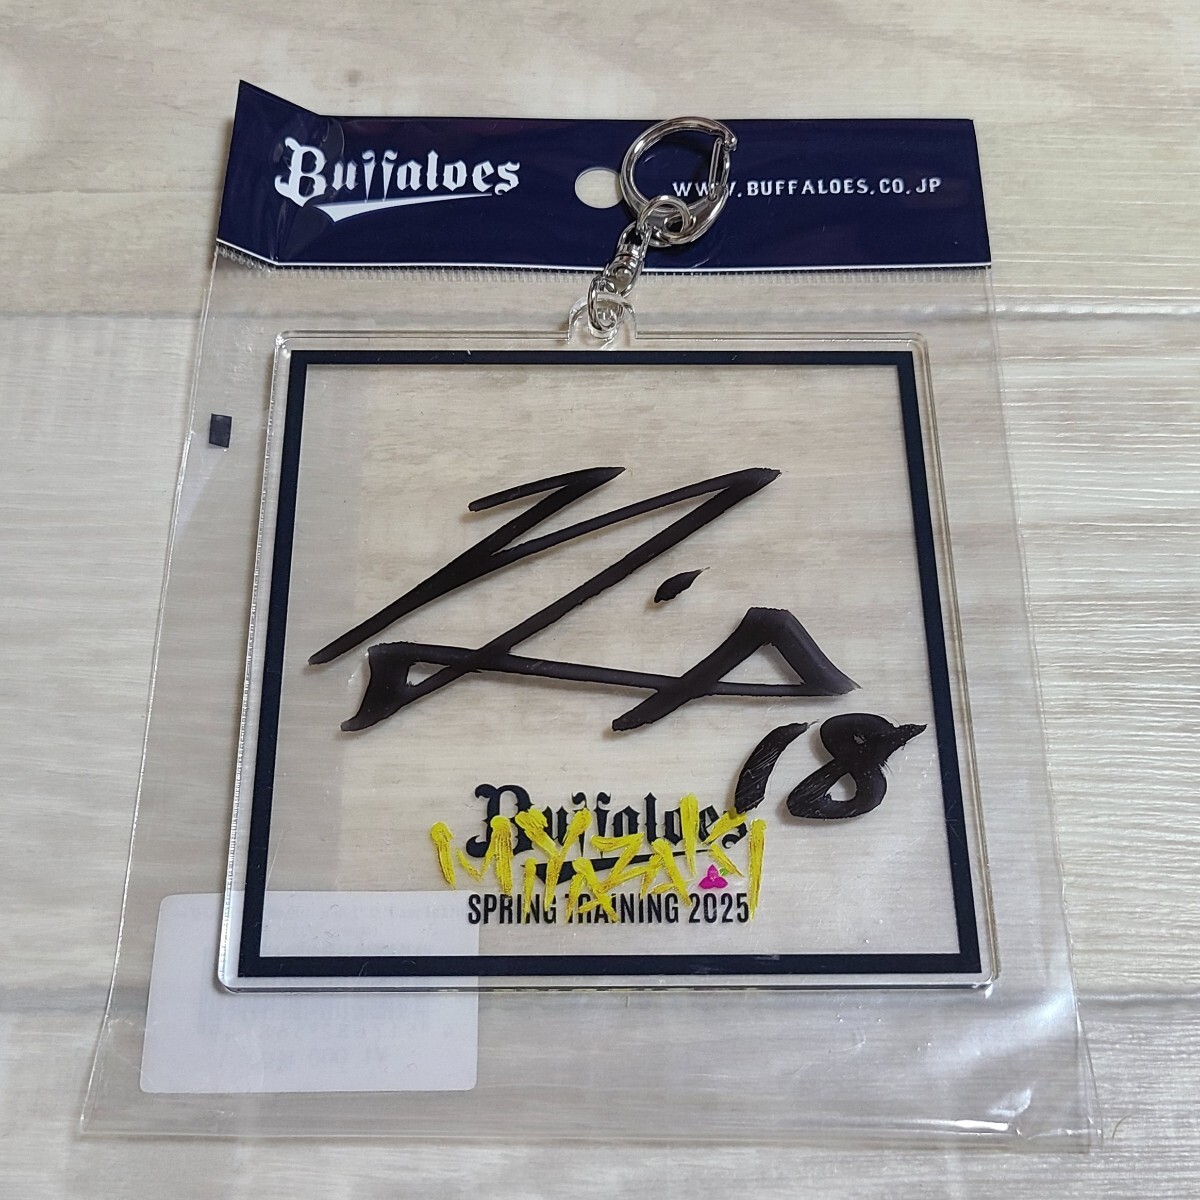 Buffaloes
WWW.BUFFALOES.CO.JP
18
Buffaloes
MIYAZAKI
SPRING TRAINING 2025